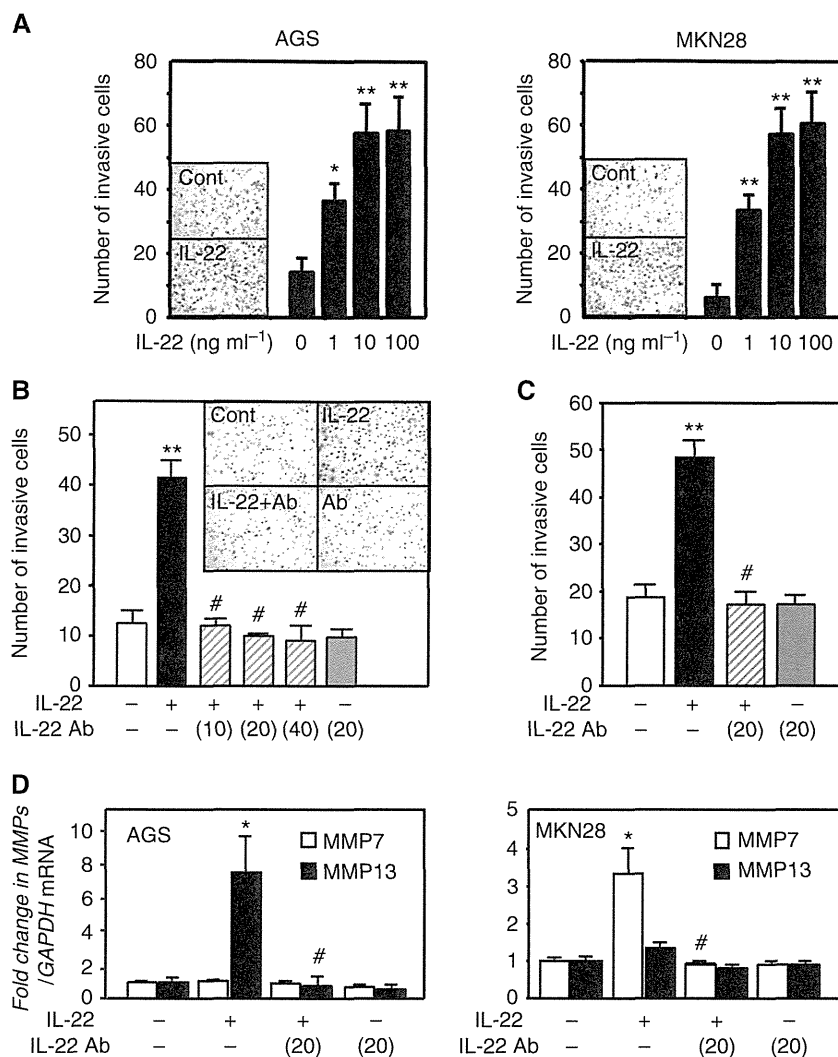 A
AGS
MKN28
Number of invasive cells
80
60
40
20
0
Cont
IL-22
*
**
**
IL-22 (ng ml⁻¹) 0 1 10 100
Number of invasive cells
80
60
40
20
0
Cont
IL-22
**
**
**
IL-22 (ng ml⁻¹) 0 1 10 100
B
Number of invasive cells
50
40
30
20
10
0
**
# # #
Cont IL-22
IL-22+Ab Ab
IL-22 − + + + + −
IL-22 Ab − − (10) (20) (40) (20)
C
Number of invasive cells
60
50
40
30
20
10
0
**
#
IL-22 − + + −
IL-22 Ab − − (20) (20)
D
Fold change in MMPs
/GAPDH mRNA
10
8
6
4
2
0
AGS
MMP7
MMP13
*
#
IL-22 − + + −
IL-22 Ab − − (20) (20)
5
4
3
2
1
0
MKN28
MMP7
MMP13
*
#
IL-22 − + + −
IL-22 Ab − − (20) (20)